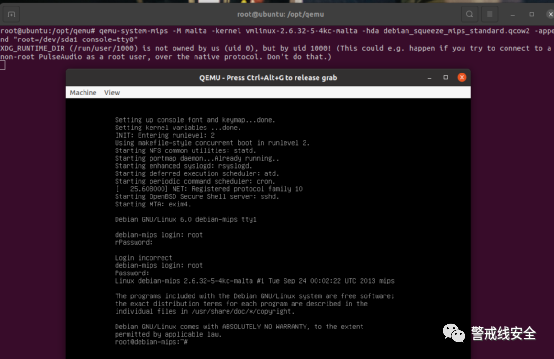 root@ubuntu: /opt/qemu
root@ubuntu:/opt/qemu# qemu-system-mips -M malta -kernel vmlinux-2.6.32-5-4kc-malta -hda debian_squeeze_mips_standard.qcow2 -appe
nd "root=/dev/sda1 console=tty0"
XDG_RUNTIME_DIR (/run/user/1000) is not owned by us (uid 0), but by uid 1000! (This could e.g. happen if you try to connect to a
non-root PulseAudio as a root user, over the native protocol. Don't do that.)
QEMU - Press Ctrl+Alt+G to release grab
Machine View
Setting up console font and keymap...done.
Setting kernel variables ...done.
INIT: Entering runlevel: 2
Using makefile-style concurrent boot in runlevel 2.
Starting NFS common utilities: statd.
Starting portmap daemon...Already running..
Starting enhanced syslogd: rsyslogd.
Starting deferred execution scheduler: atd.
Starting periodic command scheduler: cron.
[ 25.608000] NET: Registered protocol family 10
Starting OpenBSD Secure Shell server: sshd.
Starting MTA: exim4.
Debian GNU/Linux 6.0 debian-mips tty1
debian-mips login: root
rPassword:
Login incorrect
debian-mips login: root
Password:
Linux debian-mips 2.6.32-5-4kc-malta #1 Tue Sep 24 00:02:22 UTC 2013 mips
The programs included with the Debian GNU/Linux system are free software;
the exact distribution terms for each program are described in the
individual files in /usr/share/doc/*/copyright.
Debian GNU/Linux comes with ABSOLUTELY NO WARRANTY, to the extent
permitted by applicable law.
root@debian-mips:~#
警戒线安全